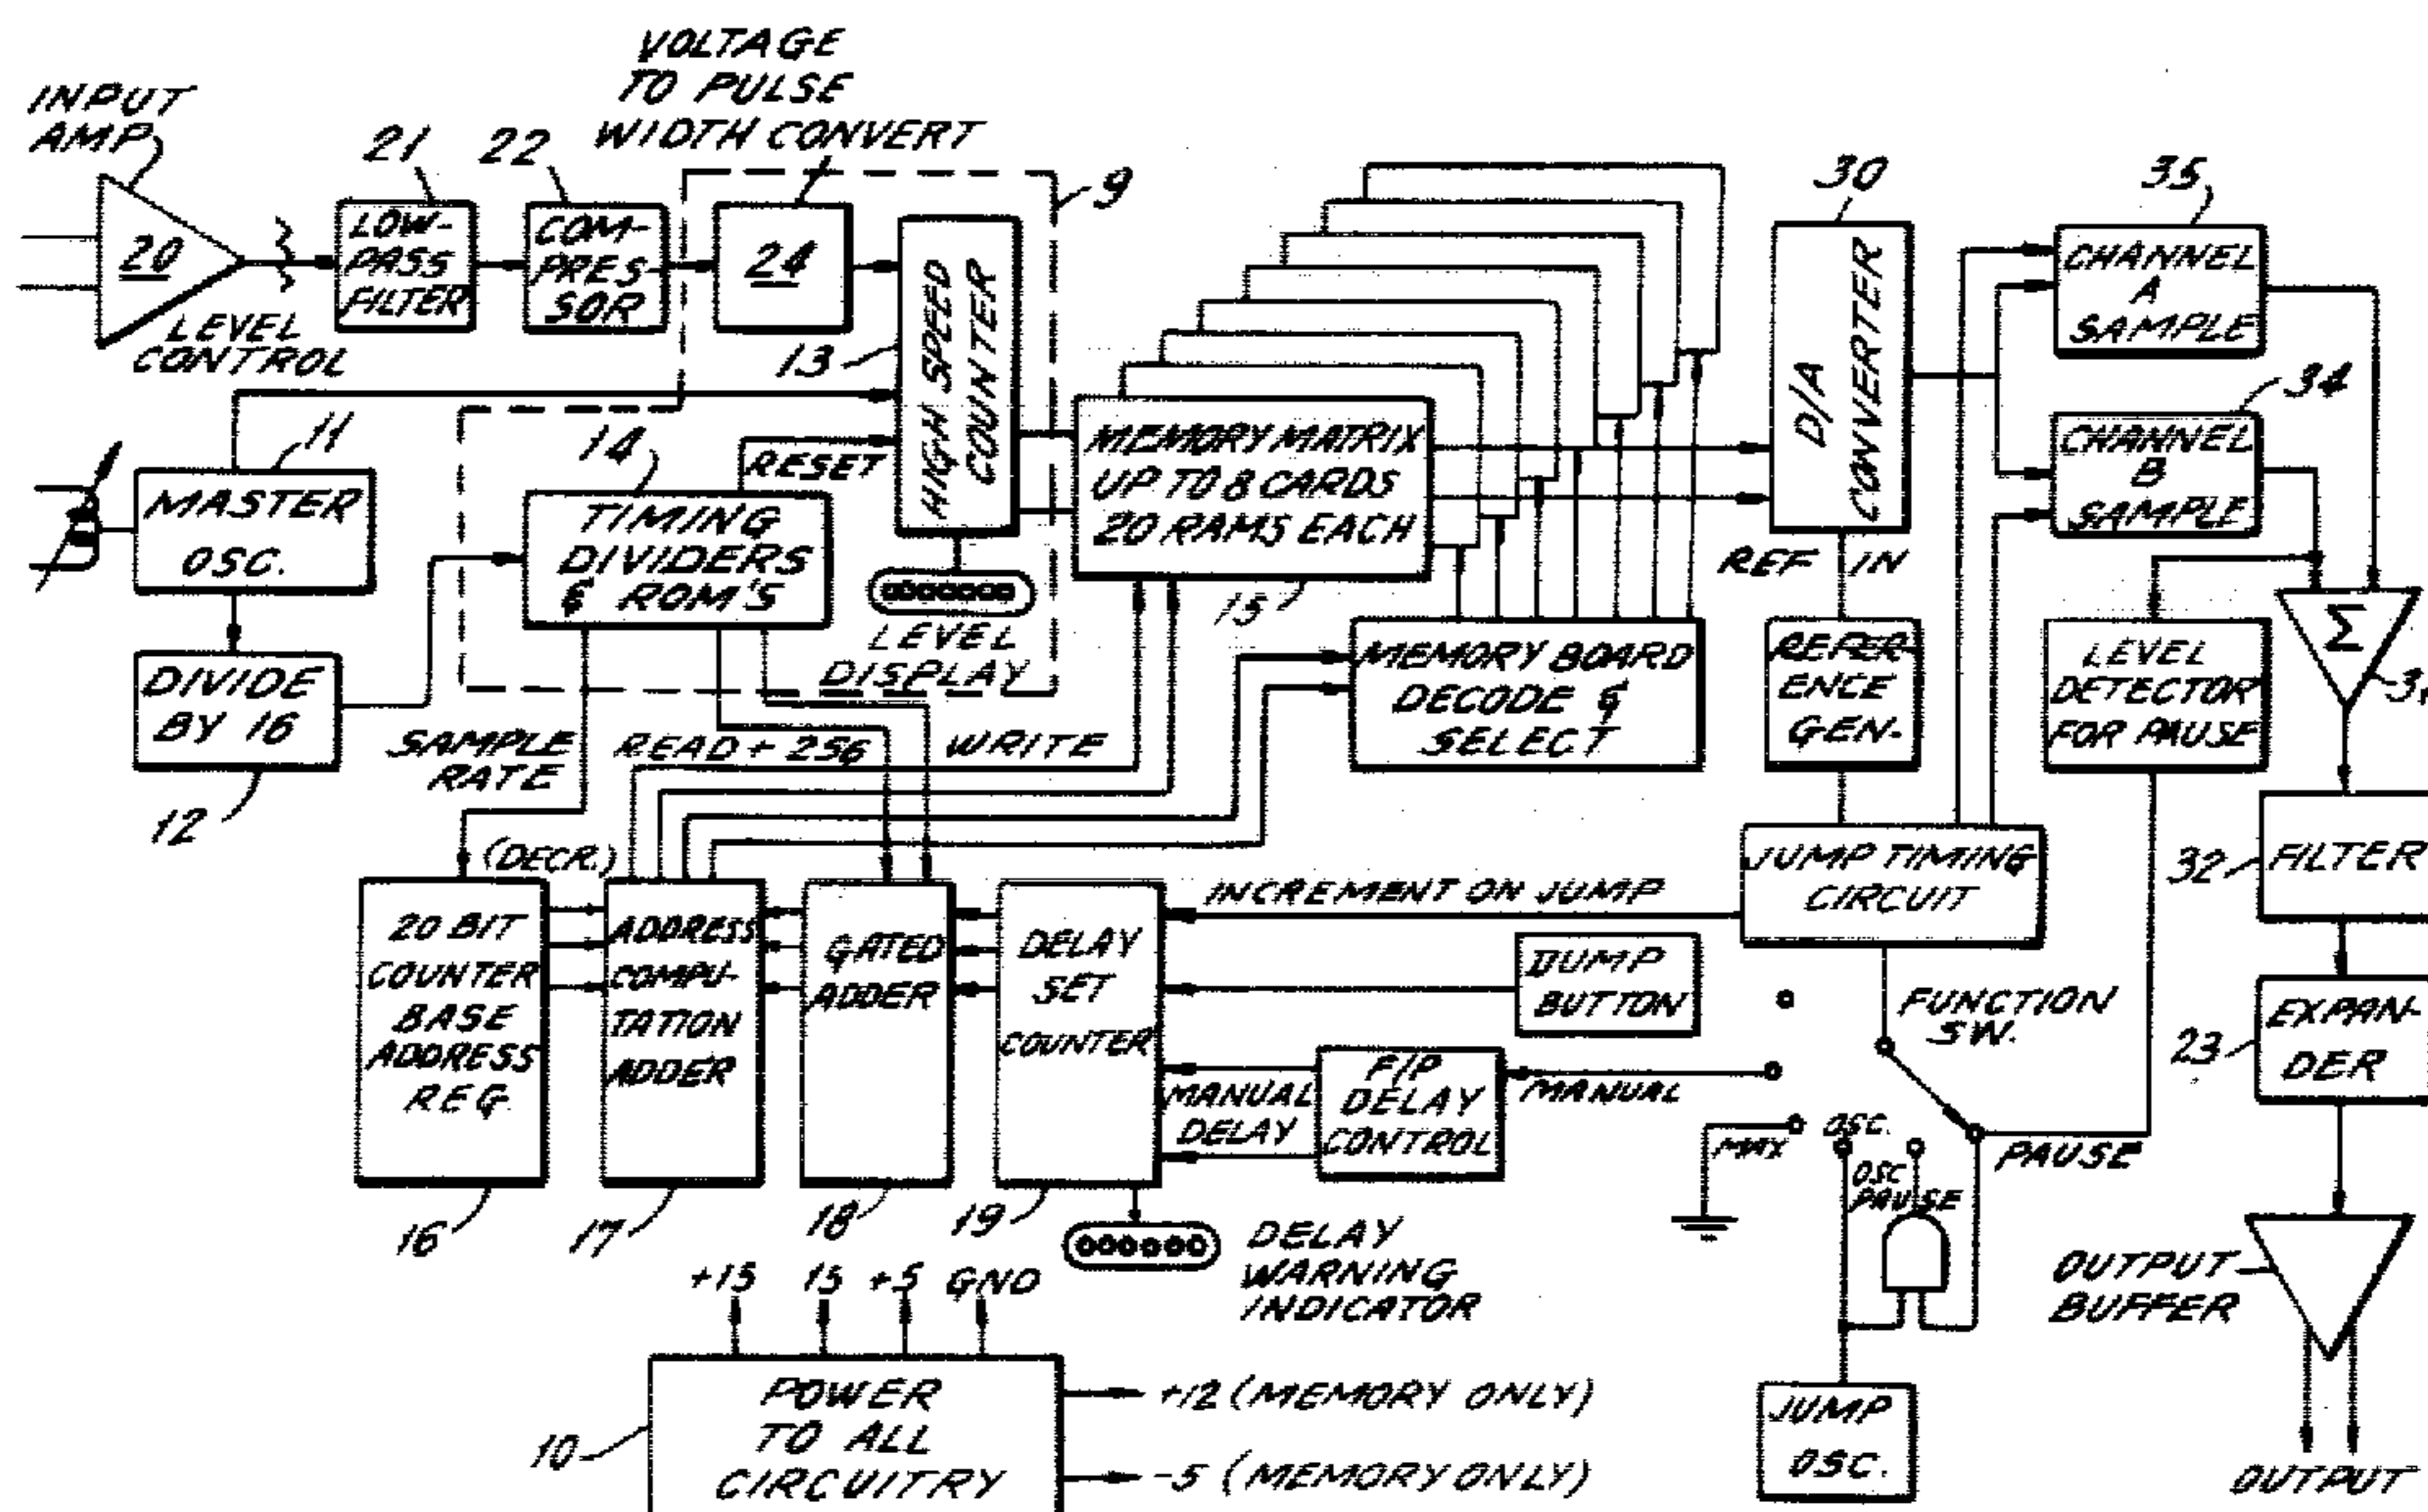 VOLTAGE
TO PULSE
WIDTH CONVERT
INPUT
AMP
20
LEVEL
CONTROL
21
LOW-
PASS
FILTER
22
COM-
PRES-
SOR
24
9
13
HIGH SPEED
COUNTER
11
MASTER
OSC.
14
RESET
TIMING
DIVIDERS
& ROM'S
LEVEL
DISPLAY
DIVIDE
BY 16
12
MEMORY MATRIX
UP TO 8 CARDS
20 RAMS EACH
15
MEMORY BOARD
DECODE &
SELECT
30
D/A
CONVERTER
REF IN
REFER-
ENCE
GEN-
35
CHANNEL
A
SAMPLE
34
CHANNEL
B
SAMPLE
LEVEL
DETECTOR
FOR PAUSE
Σ
SAMPLE
RATE
READ + 256
WRITE
(DECR.)
20 BIT
COUNTER
BASE
ADDRESS
REG.
16
ADDRESS
COMPU-
TATION
ADDER
17
GATED
ADDER
18
DELAY
SET
COUNTER
19
INCREMENT ON JUMP
JUMP TIMING
CIRCUIT
DUMP
BUTTON
MANUAL
DELAY
F/P
DELAY
CONTROL
MANUAL
FUNCTION
SW.
MAX
OSC.
OSC
PAUSE
PAUSE
32
FILTER
23
EXPAN-
DER
OUTPUT
BUFFER
OUTPUT
JUMP
OSC.
DELAY
WARNING
INDICATOR
+15
15
+5
GND
10
POWER
TO ALL
CIRCUITRY
+12 (MEMORY ONLY)
-5 (MEMORY ONLY)